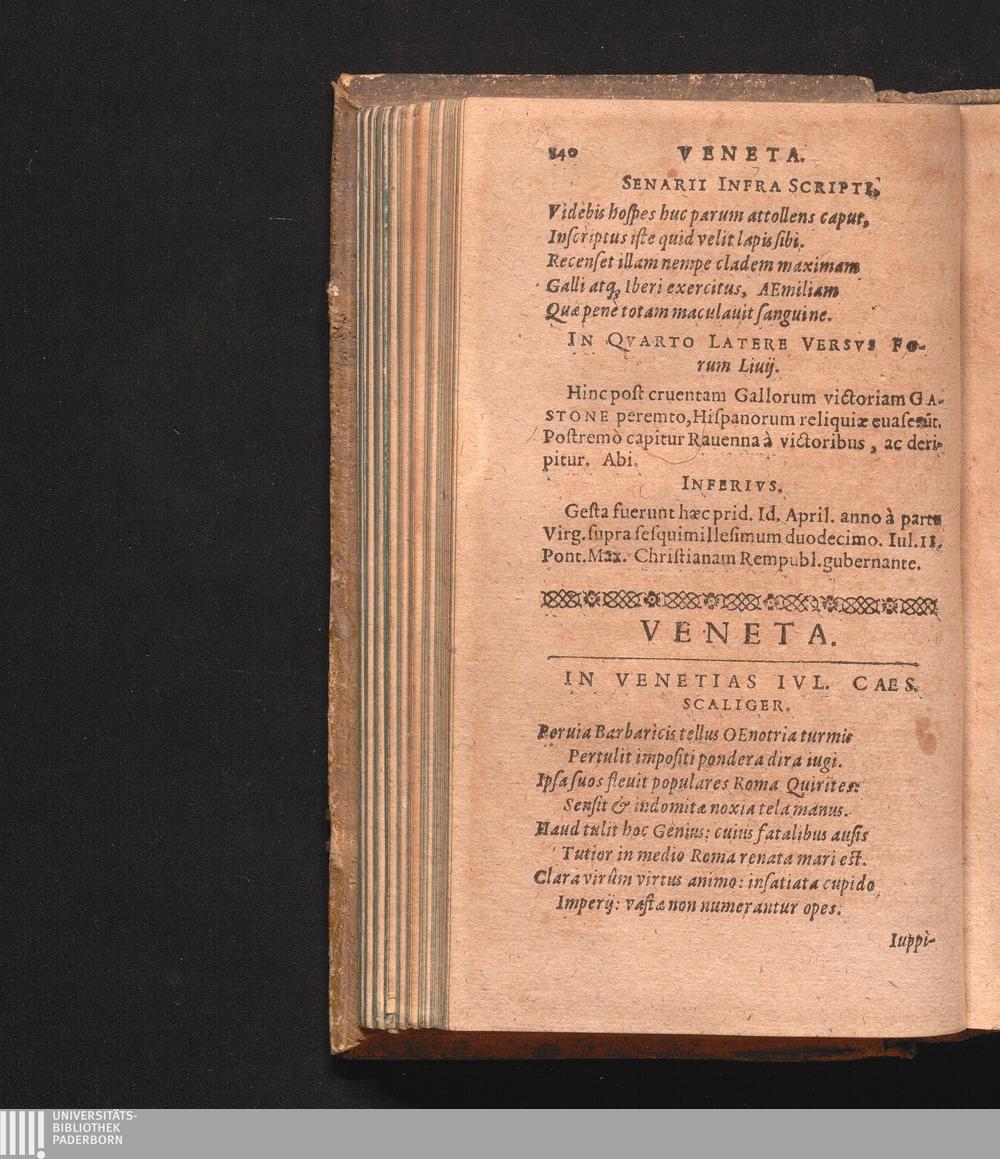 840 VENETA.
SENARII INFRA SCRIPTI,
Videbis hoſpes huc parum attollens caput,
Inſcriptus iſte quid velit lapis ſibi.
Recenſet illam nempe cladem maximam
Galli atq; Iberi exercitus, AEmiliam
Quæ penè totam maculauit ſanguine.
IN QVARTO LATERE VERSVS Fo-
rum Liuij.
Hinc poſt cruentam Gallorum victoriam GA-
STONE peremto, Hiſpanorum reliquiæ euaſerūt.
Poſtremò capitur Rauenna à victoribus, ac deri-
pitur. Abi.
INFERIVS.
Geſta fuerunt hæc prid. Id. April. anno à partu
Virg. ſupra ſeſquimilleſimum duodecimo. Iul. II.
Pont. Max. Chriſtianam Rempubl. gubernante.
VENETA.
IN VENETIAS IVL. CAES.
SCALIGER.
Peruia Barbaricis tellus OEnotria turmis
Pertulit impoſiti pondera dira iugi.
Ipſa ſuos fleuit populares Roma Quirites:
Senſit & indomitæ noxia tela manus.
Haud tulit hoc Genius: cuius fatalibus auſis
Tutior in medio Roma renata mari eſt.
Clara virûm virtus animo: inſatiata cupido
Imperij: vaſtæ non numerantur opes.
Iuppi-
UNIVERSITÄTS-
BIBLIOTHEK
PADERBORN